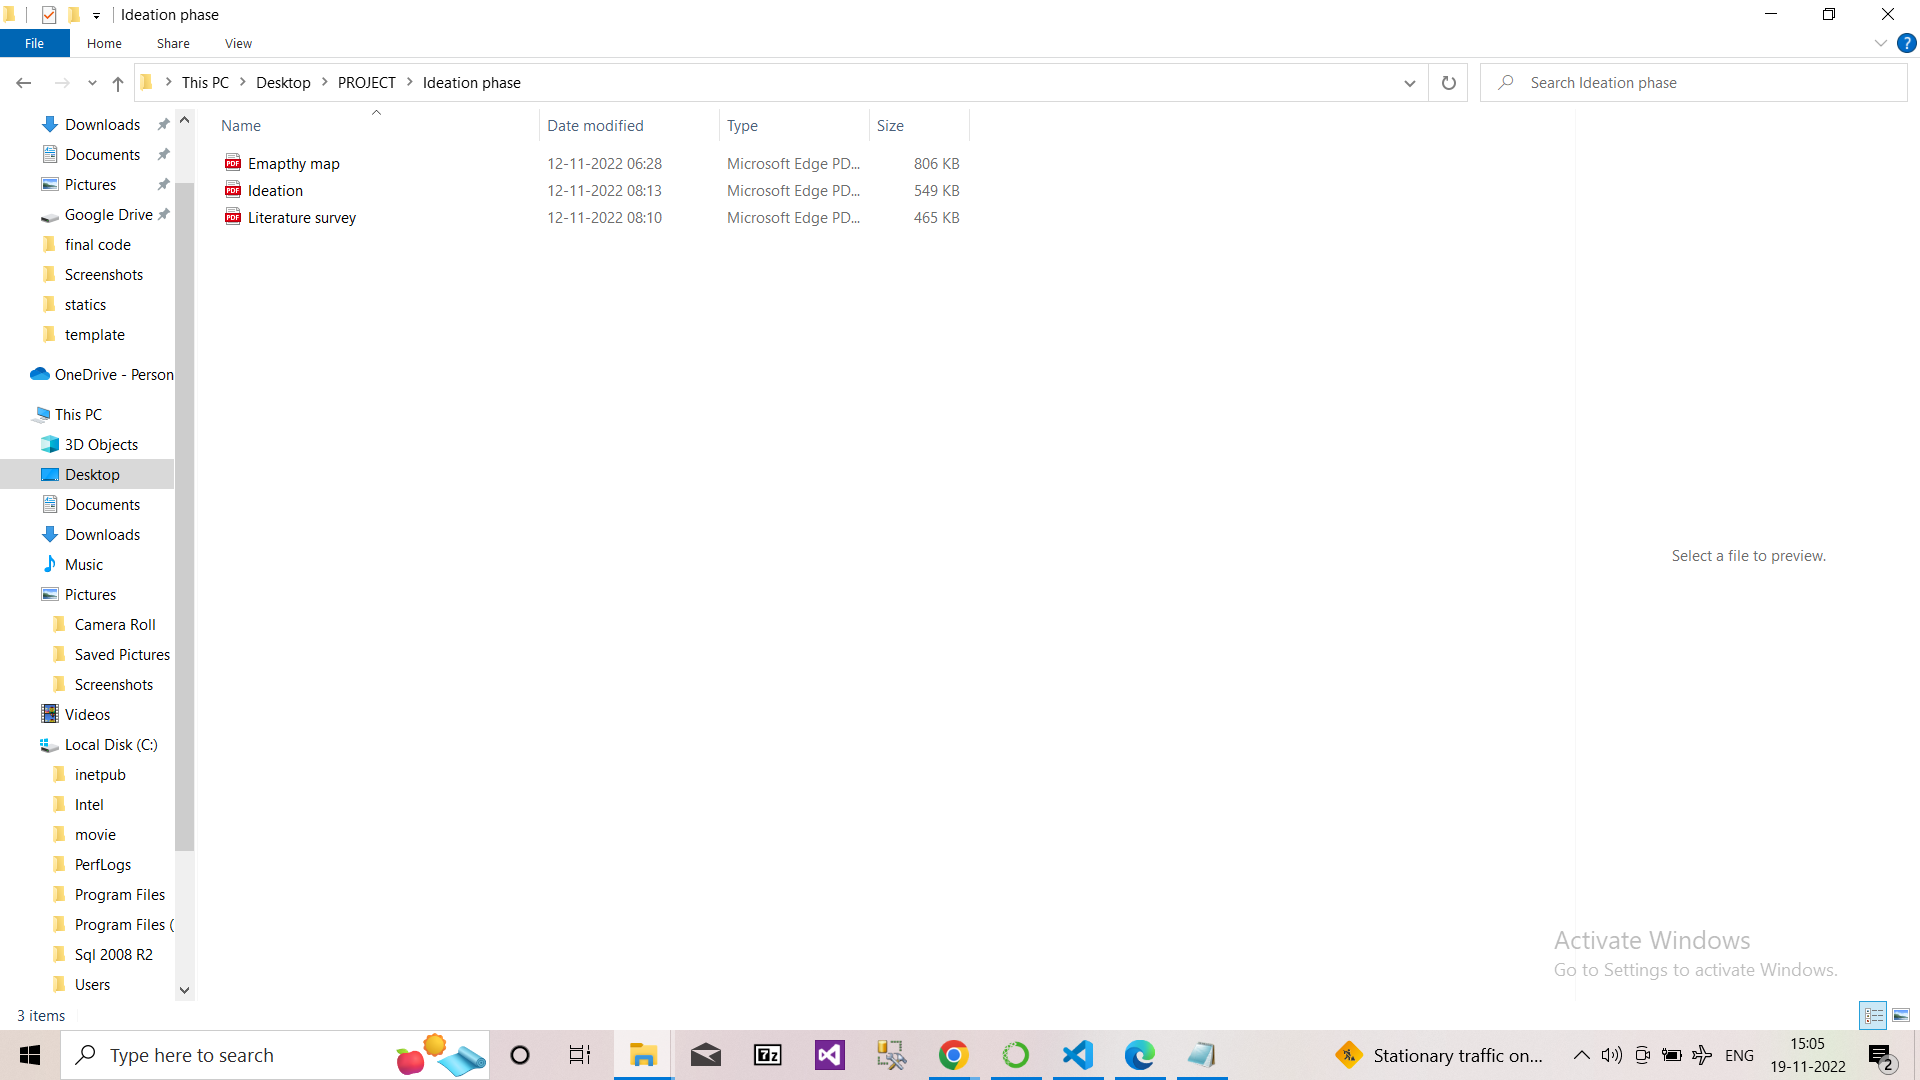 Ideation phase
File Home Share View
This PC Desktop PROJECT Ideation phase
Search Ideation phase
Name Date modified Type Size
Emapthy map 12-11-2022 06:28 Microsoft Edge PD... 806 KB
Ideation 12-11-2022 08:13 Microsoft Edge PD... 549 KB
Literature survey 12-11-2022 08:10 Microsoft Edge PD... 465 KB
Downloads
Documents
Pictures
Google Drive
final code
Screenshots
statics
template
OneDrive - Person
This PC
3D Objects
Desktop
Documents
Downloads
Music
Pictures
Camera Roll
Saved Pictures
Screenshots
Videos
Local Disk (C:)
inetpub
Intel
movie
PerfLogs
Program Files
Program Files (
Sql 2008 R2
Users
Select a file to preview.
Activate Windows
Go to Settings to activate Windows.
3 items
Type here to search
7z
Stationary traffic on...
ENG
15:05
19-11-2022
2